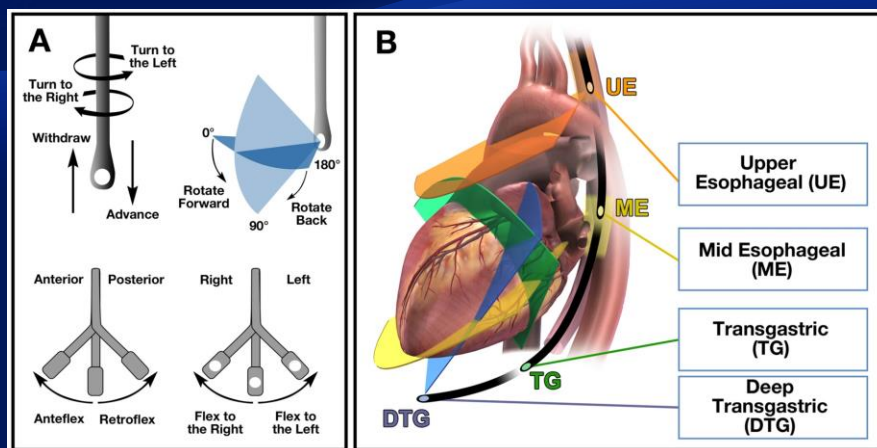 A
Turn to
the Left
Turn to
the Right
Withdraw
Advance
0°
180°
Rotate
Forward
Rotate
Back
90°
Anterior
Posterior
Anteflex
Retroflex
Right
Left
Flex to
the Right
Flex to
the Left
B
UE
ME
TG
DTG
Upper
Esophageal (UE)
Mid Esophageal
(ME)
Transgastric
(TG)
Deep
Transgastric
(DTG)